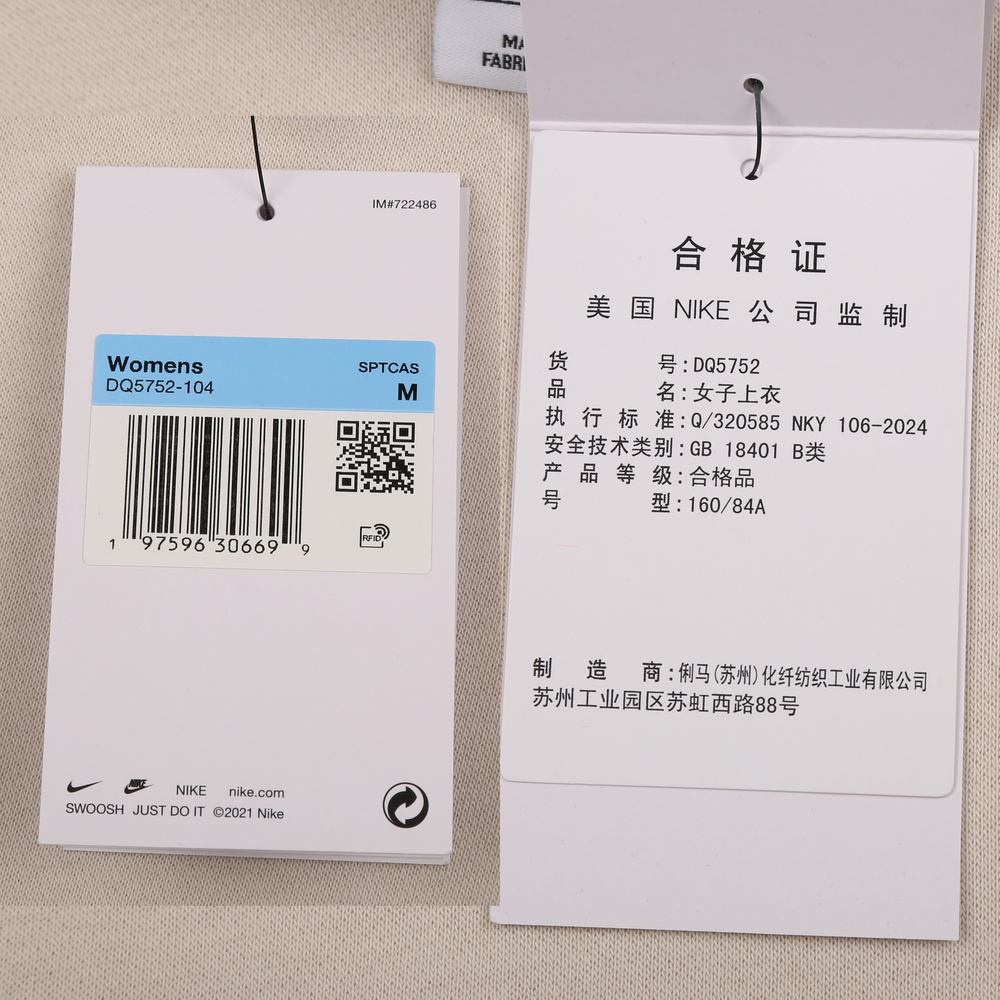 MA
FABRI
IM#722486
Womens
SPTCAS
DQ5752-104
M
1 97596 30669 9
RFID
NIKE
NIKE nike.com
SWOOSH JUST DO IT ©2021 Nike
合格证
美国NIKE公司监制
货号:DQ5752
品名:女子上衣
执行标准:Q/320585 NKY 106-2024
安全技术类别:GB 18401 B类
产品等级:合格品
号型:160/84A
制造商:俐马(苏州)化纤纺织工业有限公司
苏州工业园区苏虹西路88号